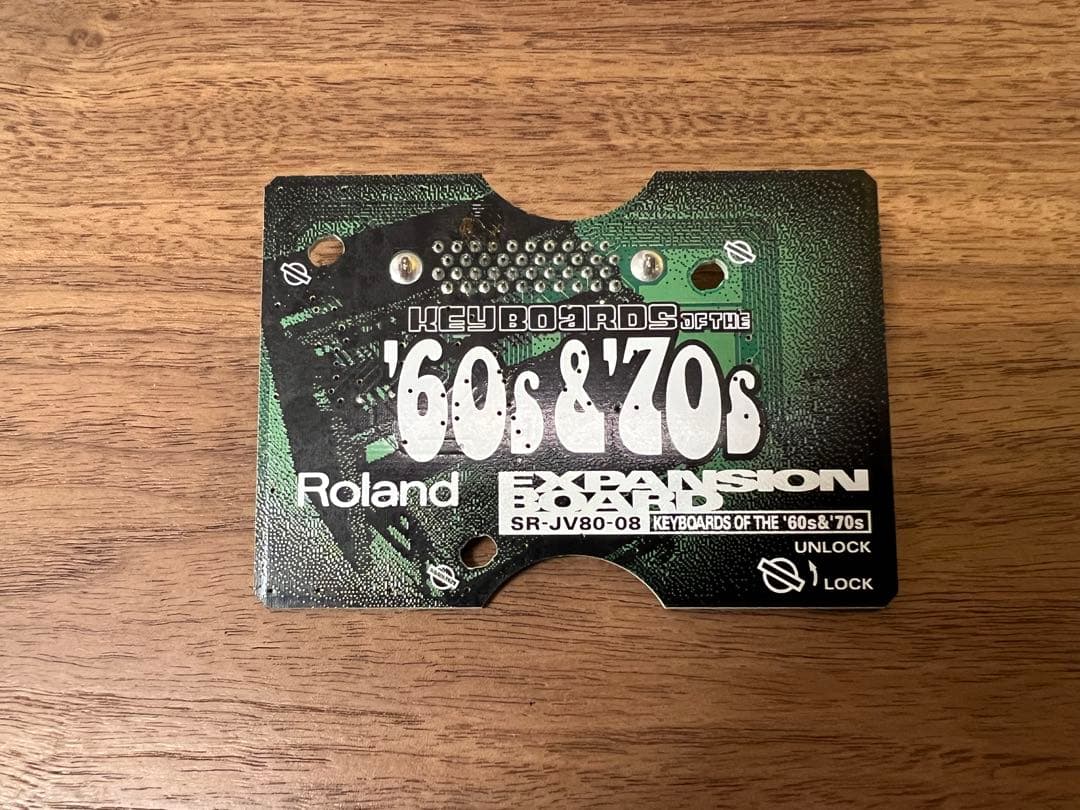 KEYBOARDS OF THE
'60s & '70s
Roland
EXPANSION
BOARD
SR-JV80-08 KEYBOARDS OF THE '60s&'70s
UNLOCK
LOCK